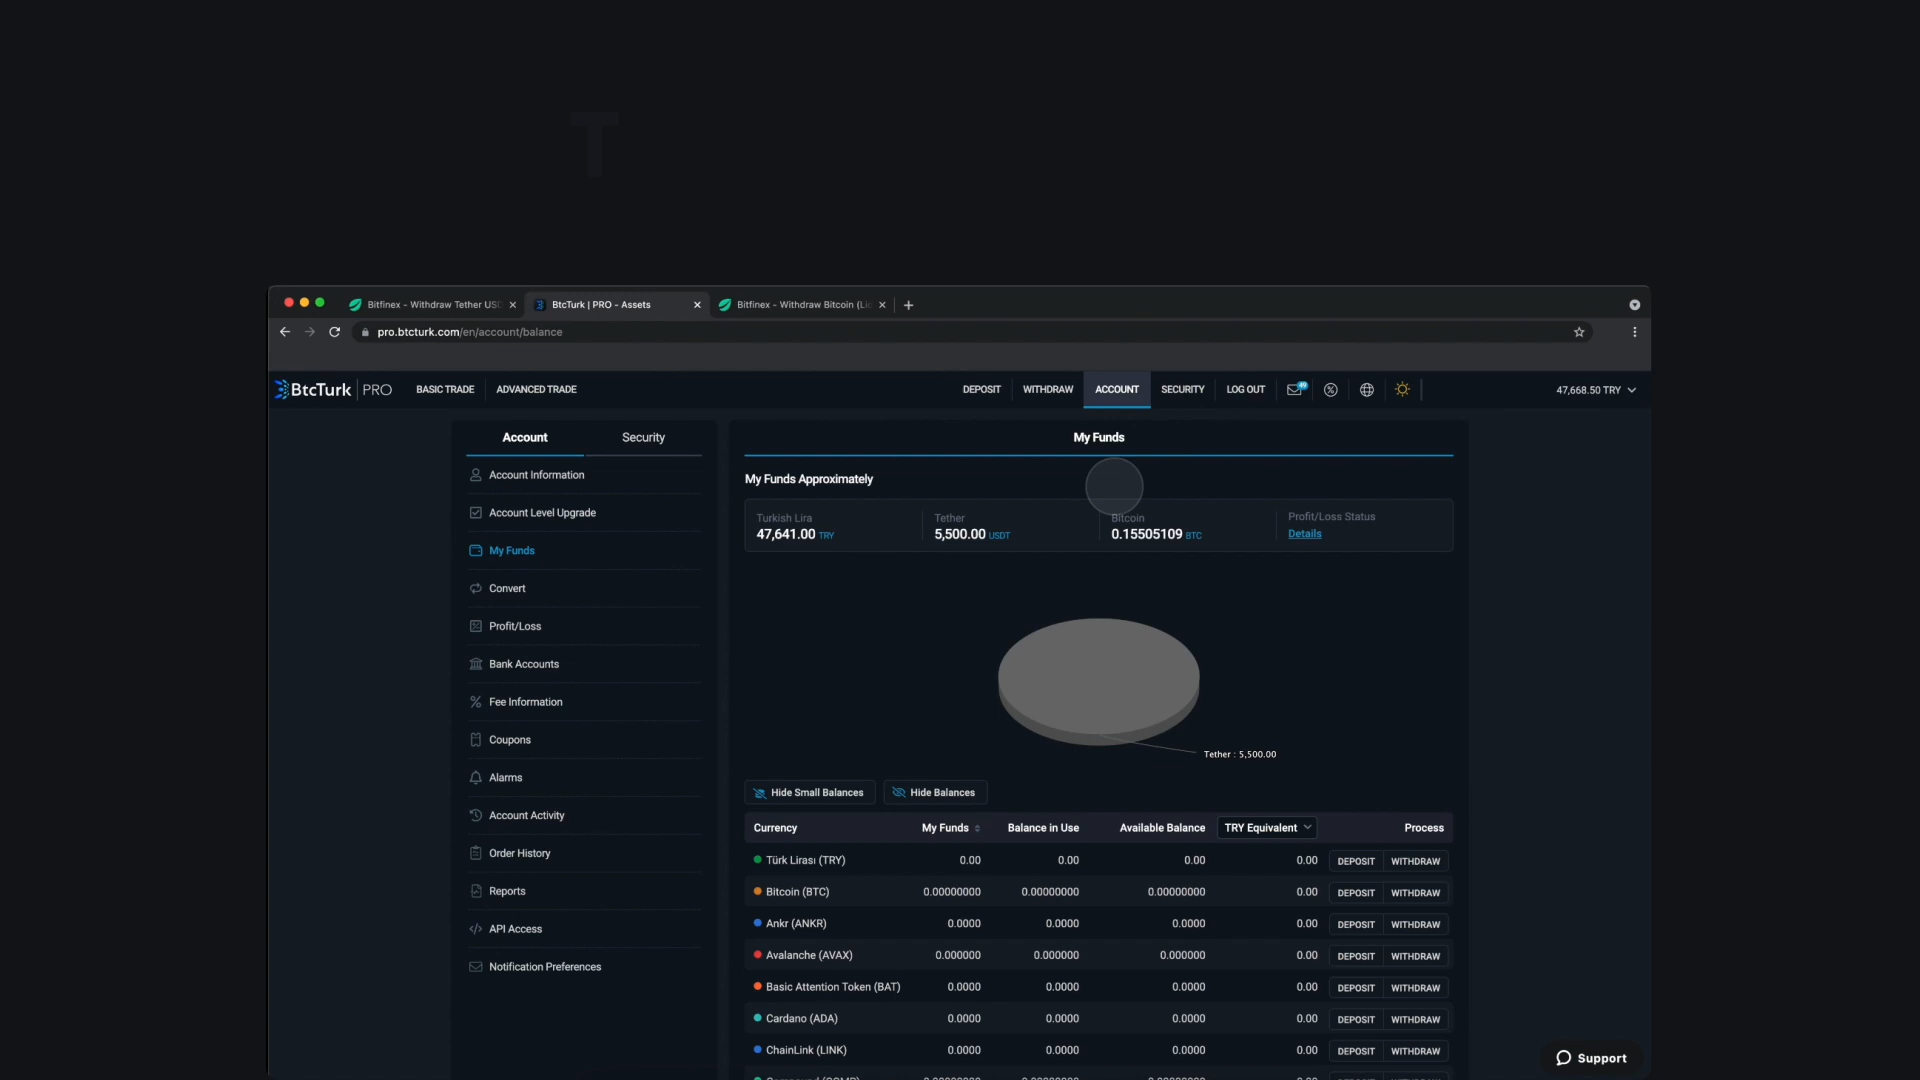 T
Bitfinex - Withdraw Tether USD
BtcTurk | PRO - Assets
Bitfinex - Withdraw Bitcoin (Li
pro.btcturk.com/en/account/balance
BtcTurk | PRO
BASIC TRADE
ADVANCED TRADE
DEPOSIT
WITHDRAW
ACCOUNT
SECURITY
LOG OUT
49
47,668.50 TRY
Account
Security
Account Information
Account Level Upgrade
My Funds
Convert
Profit/Loss
Bank Accounts
Fee Information
Coupons
Alarms
Account Activity
Order History
Reports
API Access
Notification Preferences
My Funds
My Funds Approximately
Turkish Lira
47,641.00 TRY
Tether
5,500.00 USDT
Bitcoin
0.15505109 BTC
Profit/Loss Status
Details
Tether : 5,500.00
Hide Small Balances
Hide Balances
Currency My Funds Balance in Use Available Balance TRY Equivalent Process
Türk Lirası (TRY) 0.00 0.00 0.00 0.00 DEPOSIT WITHDRAW
Bitcoin (BTC) 0.00000000 0.00000000 0.00000000 0.00 DEPOSIT WITHDRAW
Ankr (ANKR) 0.0000 0.0000 0.0000 0.00 DEPOSIT WITHDRAW
Avalanche (AVAX) 0.000000 0.000000 0.000000 0.00 DEPOSIT WITHDRAW
Basic Attention Token (BAT) 0.0000 0.0000 0.0000 0.00 DEPOSIT WITHDRAW
Cardano (ADA) 0.0000 0.0000 0.0000 0.00 DEPOSIT WITHDRAW
ChainLink (LINK) 0.0000 0.0000 0.0000 0.00 DEPOSIT WITHDRAW
Support